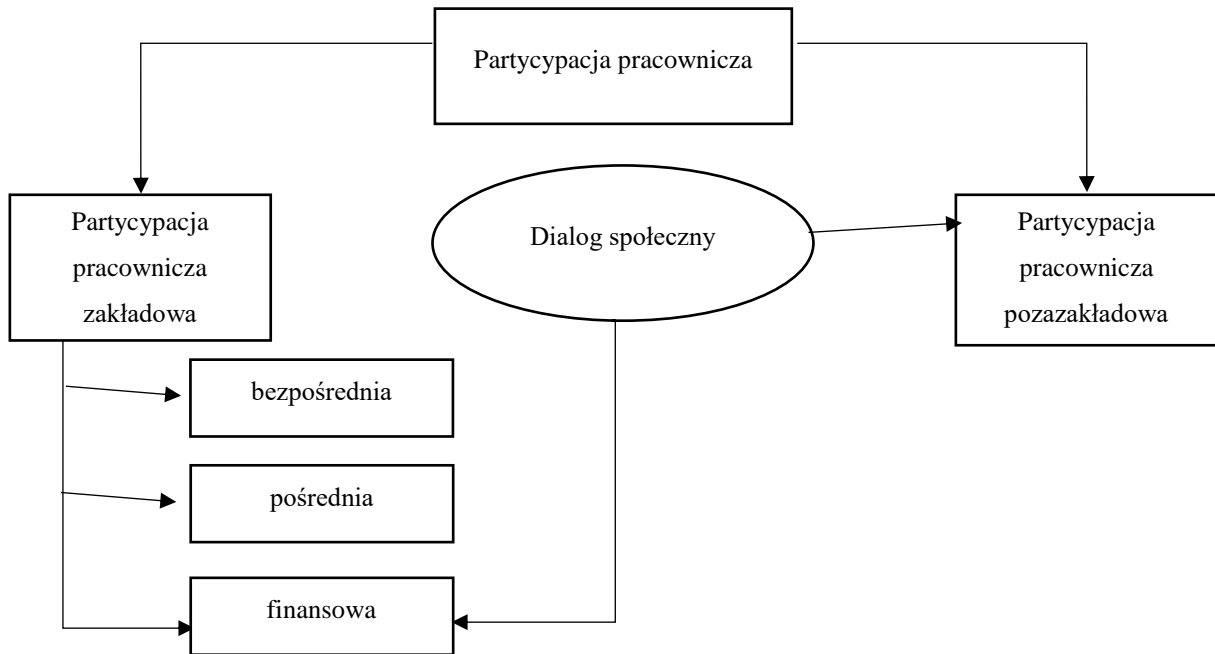 Partycypacja pracownicza
Partycypacja
pracownicza
zakładowa
Dialog społeczny
Partycypacja
pracownicza
pozazakładowa
bezpośrednia
pośrednia
finansowa